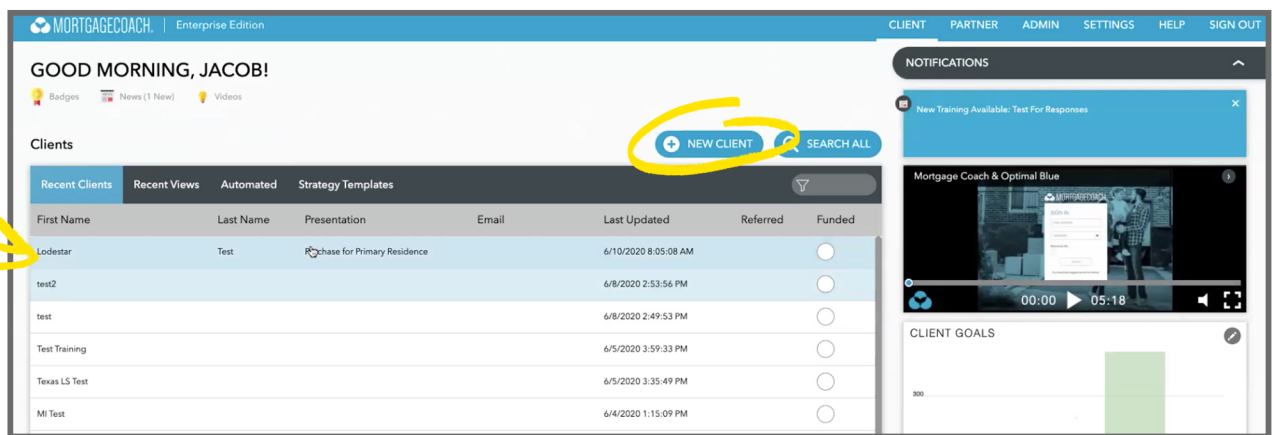 MORTGAGECOACH. | Enterprise Edition
CLIENT PARTNER ADMIN SETTINGS HELP SIGN OUT
GOOD MORNING, JACOB!
Badges News (1 New) Videos
NOTIFICATIONS
New Training Available: Test For Responses
Clients
NEW CLIENT
SEARCH ALL
Recent Clients Recent Views Automated Strategy Templates
First Name Last Name Presentation Email Last Updated Referred Funded
Lodestar Test Purchase for Primary Residence 6/10/2020 8:05:08 AM
test2 6/8/2020 2:53:56 PM
test 6/8/2020 2:49:53 PM
Test Training 6/5/2020 3:59:33 PM
Texas LS Test 6/5/2020 3:35:49 PM
MI Test 6/4/2020 1:15:09 PM
Mortgage Coach & Optimal Blue
MORTGAGECOACH
SIGN IN
00:00 05:18
CLIENT GOALS
300